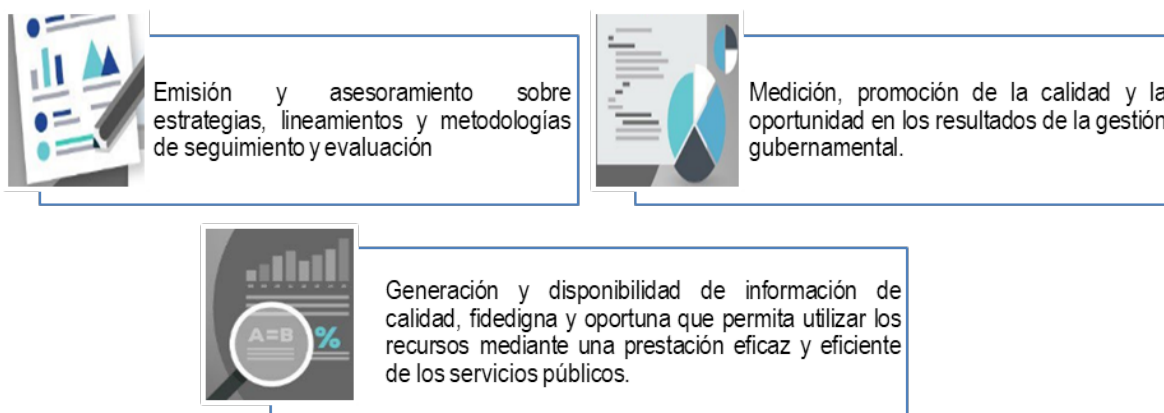 Emisión y asesoramiento sobre
estrategias, lineamientos y metodologías
de seguimiento y evaluación
Medición, promoción de la calidad y la
oportunidad en los resultados de la gestión
gubernamental.
A=B %
Generación y disponibilidad de información de
calidad, fidedigna y oportuna que permita utilizar los
recursos mediante una prestación eficaz y eficiente
de los servicios públicos.